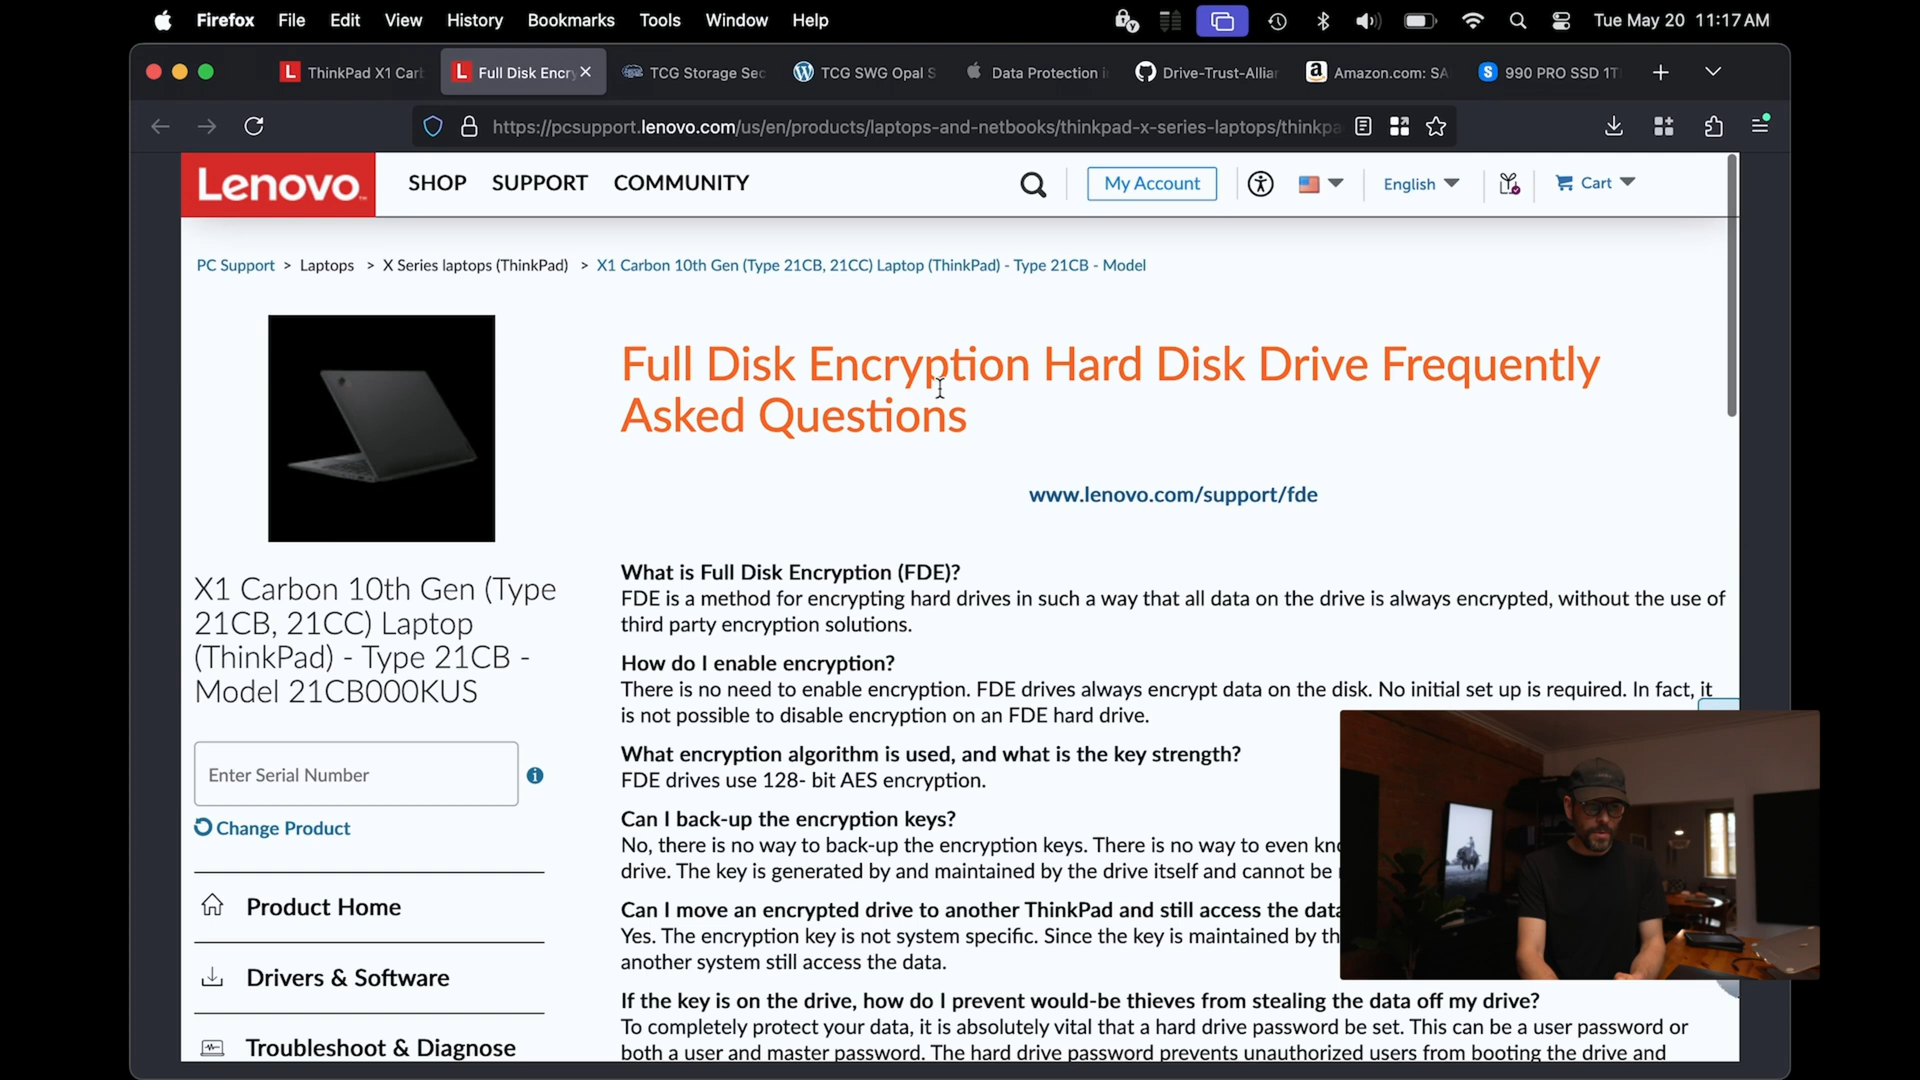 Firefox File Edit View History Bookmarks Tools Window Help Tue May 20 11:17 AM
ThinkPad X1 Car Full Disk Encry TCG Storage Sec TCG SWG Opal S Data Protection i Drive-Trust-Allian Amazon.com: SA 990 PRO SSD 1T
https://pcsupport.lenovo.com/us/en/products/laptops-and-netbooks/thinkpad-x-series-laptops/thinkpa
Lenovo SHOP SUPPORT COMMUNITY My Account English Cart
PC Support > Laptops > X Series laptops (ThinkPad) > X1 Carbon 10th Gen (Type 21CB, 21CC) Laptop (ThinkPad) - Type 21CB - Model
X1 Carbon 10th Gen (Type
21CB, 21CC) Laptop
(ThinkPad) - Type 21CB -
Model 21CB000KUS
Enter Serial Number
Change Product
Product Home
Drivers & Software
Troubleshoot & Diagnose
Full Disk Encryption Hard Disk Drive Frequently
Asked Questions
www.lenovo.com/support/fde
What is Full Disk Encryption (FDE)?
FDE is a method for encrypting hard drives in such a way that all data on the drive is always encrypted, without the use of
third party encryption solutions.
How do I enable encryption?
There is no need to enable encryption. FDE drives always encrypt data on the disk. No initial set up is required. In fact, it
is not possible to disable encryption on an FDE hard drive.
What encryption algorithm is used, and what is the key strength?
FDE drives use 128- bit AES encryption.
Can I back-up the encryption keys?
No, there is no way to back-up the encryption keys. There is no way to even kno
drive. The key is generated by and maintained by the drive itself and cannot be
Can I move an encrypted drive to another ThinkPad and still access the data
Yes. The encryption key is not system specific. Since the key is maintained by th
another system still access the data.
If the key is on the drive, how do I prevent would-be thieves from stealing the data off my drive?
To completely protect your data, it is absolutely vital that a hard drive password be set. This can be a user password or
both a user and master password. The hard drive password prevents unauthorized users from booting the drive and